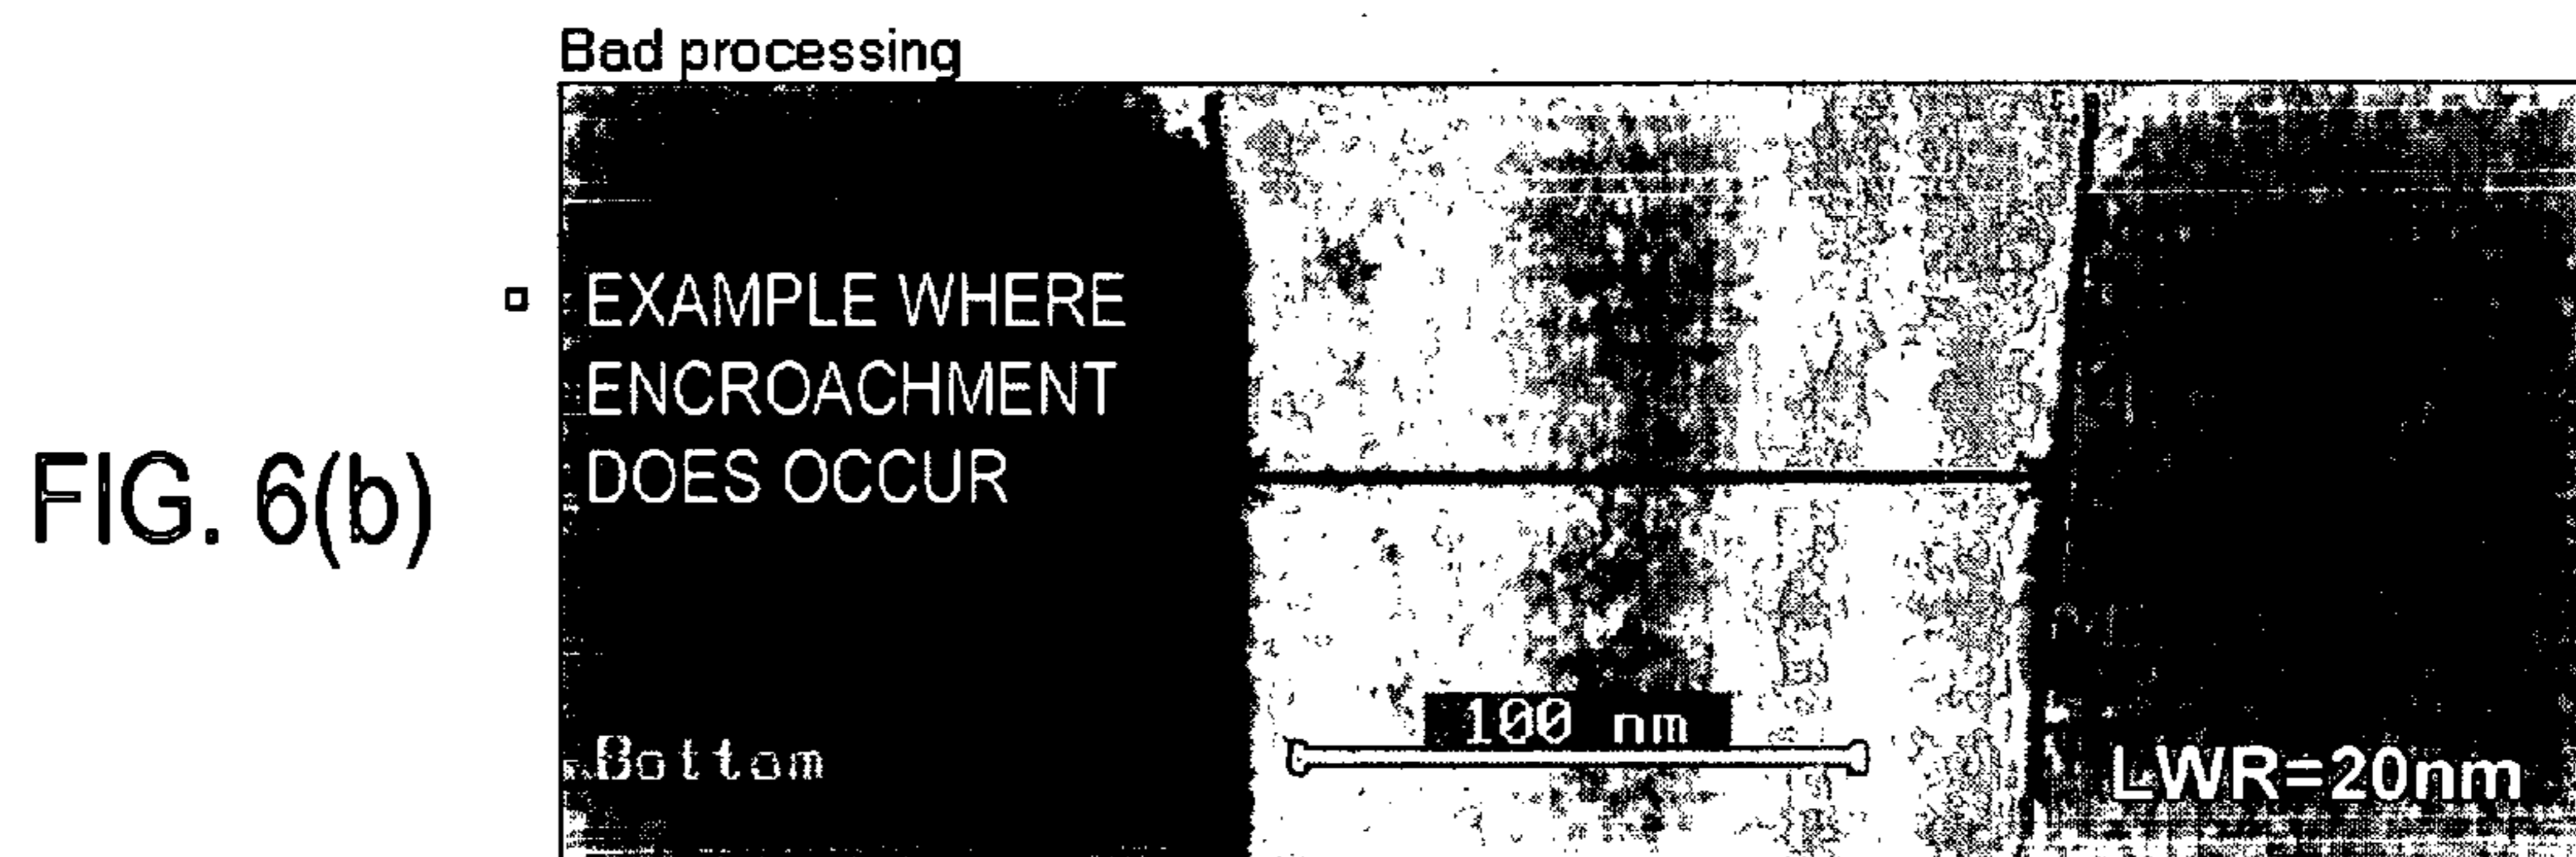 Bad processing
EXAMPLE WHERE
ENCROACHMENT
DOES OCCUR
FIG. 6(b)
100 nm
Bottom
LWR=20nm